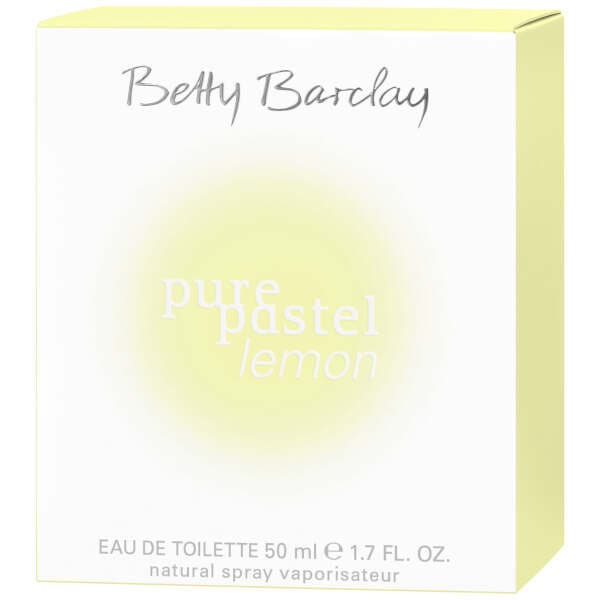 Betty Barclay
pure
pastel
lemon
EAU DE TOILETTE 50 ml ℮ 1.7 FL. OZ.
natural spray vaporisateur